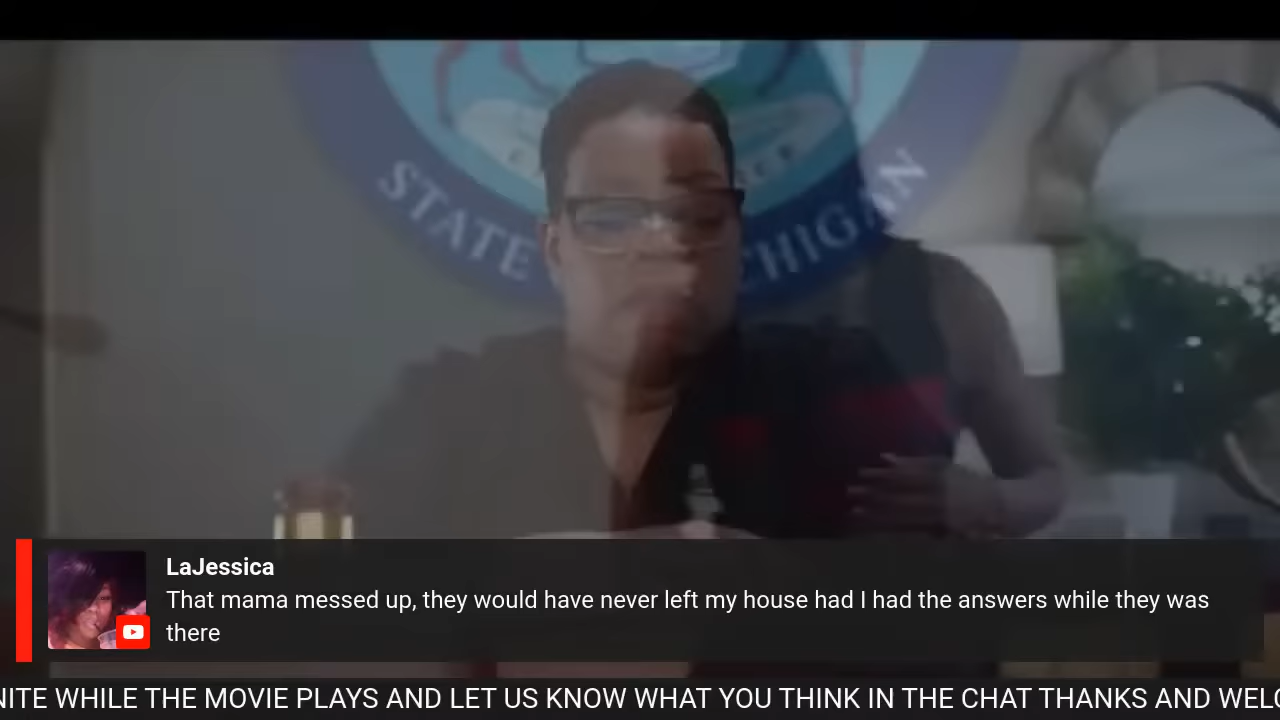 STATE
CHIGAN
LaJessica
That mama messed up, they would have never left my house had I had the answers while they was
there
NITE WHILE THE MOVIE PLAYS AND LET US KNOW WHAT YOU THINK IN THE CHAT THANKS AND WELC